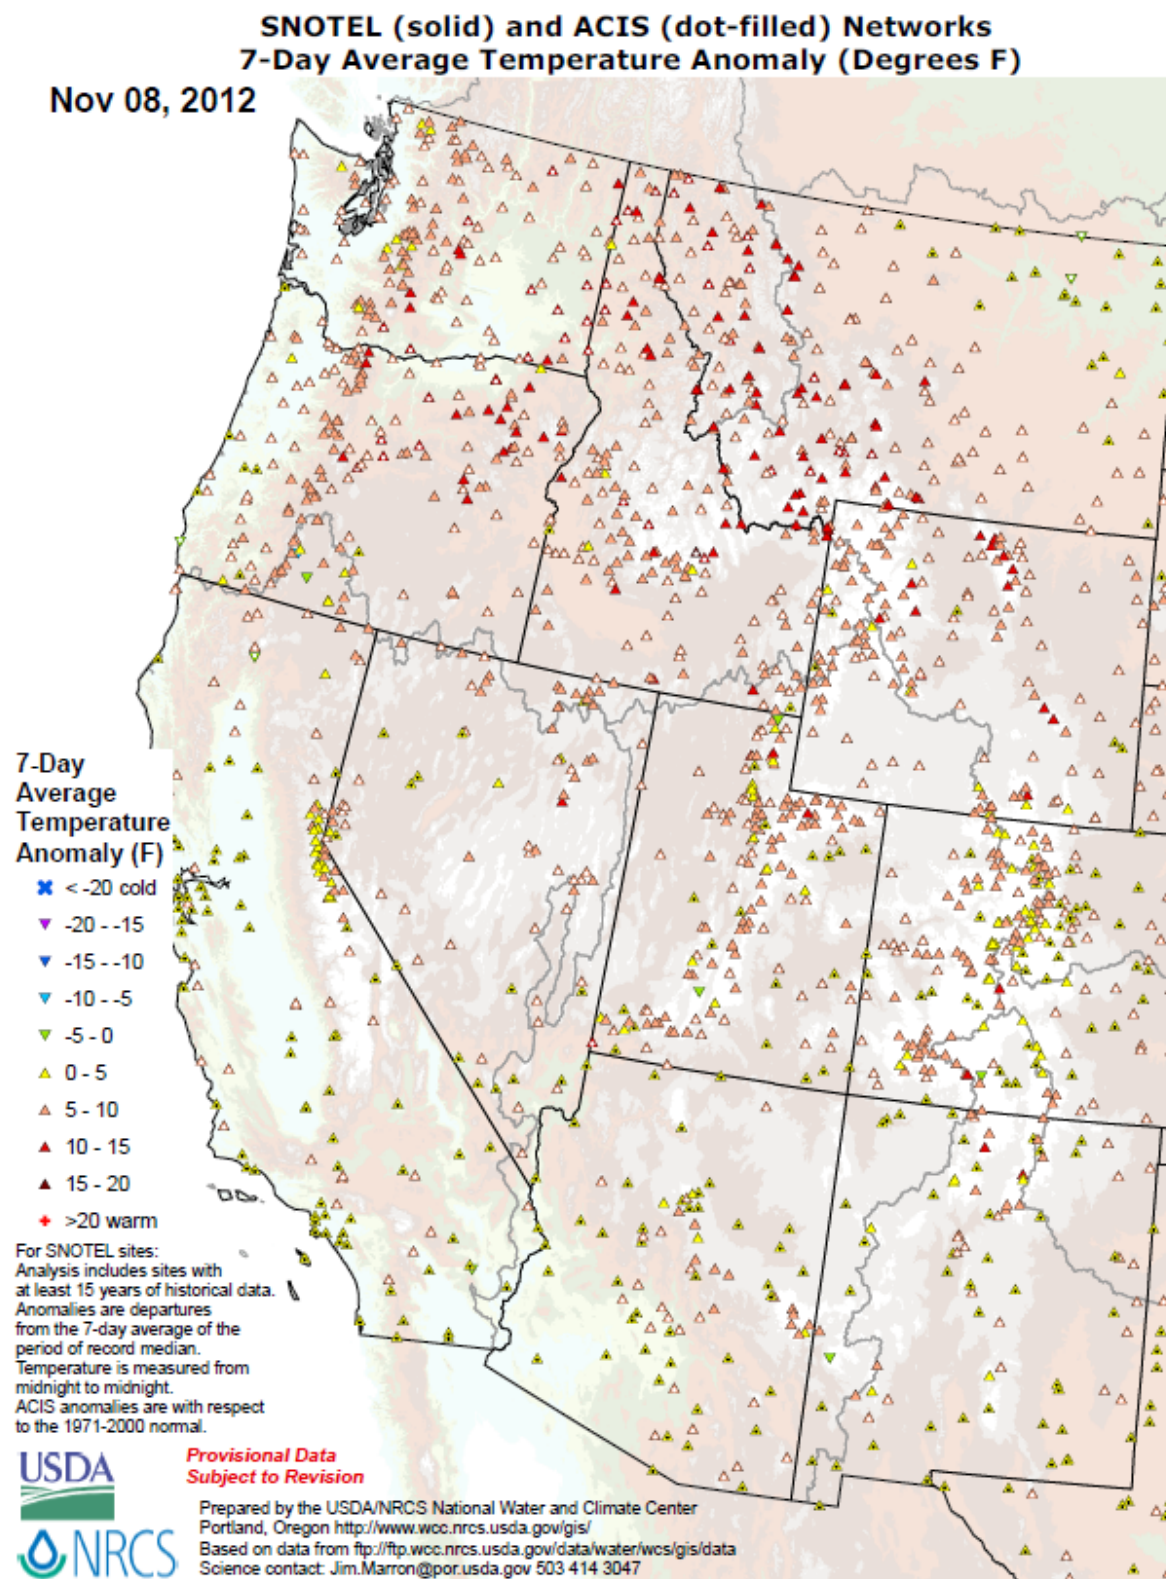 SNOTEL (solid) and ACIS (dot-filled) Networks
7-Day Average Temperature Anomaly (Degrees F)
Nov 08, 2012
7-Day
Average
Temperature
Anomaly (F)
< -20 cold
-20 - -15
-15 - -10
-10 - -5
-5 - 0
0 - 5
5 - 10
10 - 15
15 - 20
>20 warm
For SNOTEL sites:
Analysis includes sites with
at least 15 years of historical data.
Anomalies are departures
from the 7-day average of the
period of record median.
Temperature is measured from
midnight to midnight.
ACIS anomalies are with respect
to the 1971-2000 normal.
USDA
NRCS
Provisional Data
Subject to Revision
Prepared by the USDA/NRCS National Water and Climate Center
Portland, Oregon http://www.wcc.nrcs.usda.gov/gis/
Based on data from ftp://ftp.wcc.nrcs.usda.gov/data/water/wcs/gis/data
Science contact: Jim.Marron@por.usda.gov 503 414 3047